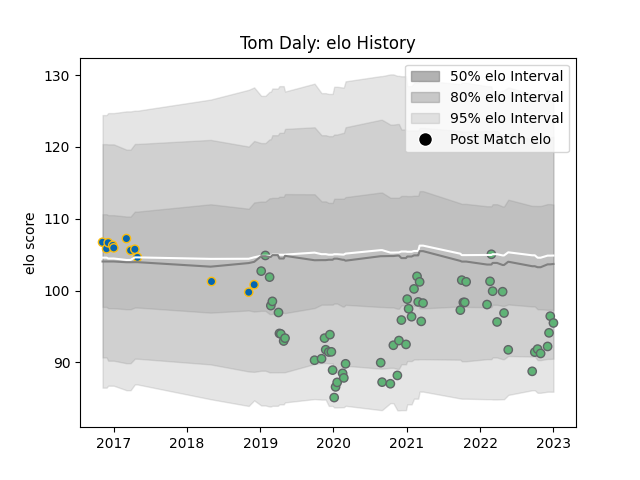 Tom Daly: elo History
50% elo Interval
80% elo Interval
95% elo Interval
Post Match elo
elo score
130
120
110
100
90
2017 2018 2019 2020 2021 2022 2023